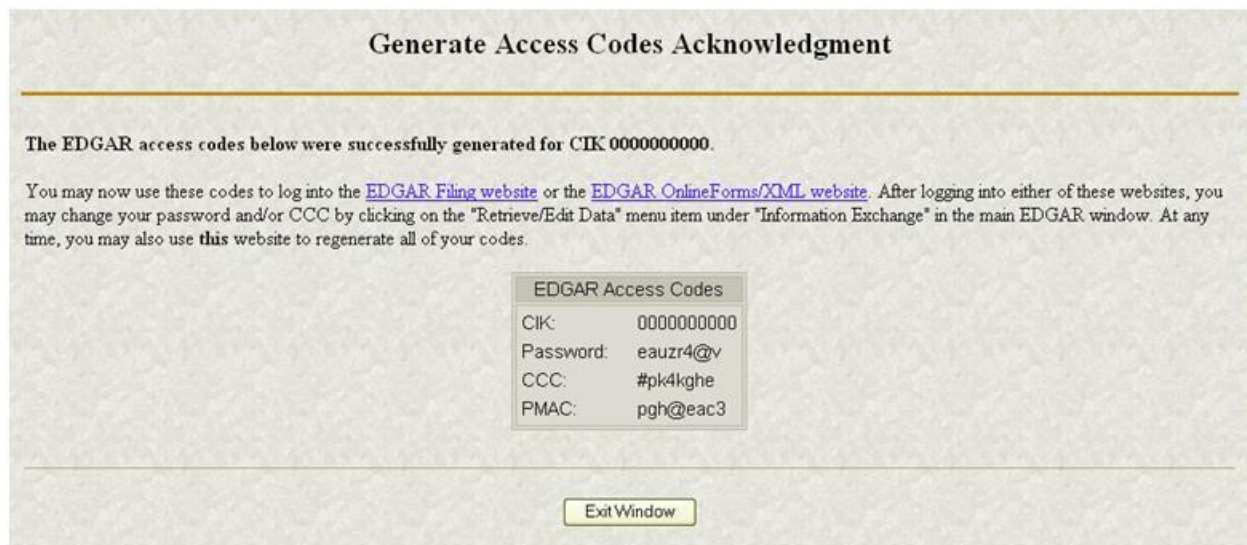 Generate Access Codes Acknowledgment
The EDGAR access codes below were successfully generated for CIK 0000000000.
You may now use these codes to log into the EDGAR Filing website or the EDGAR OnlineForms/XML website. After logging into either of these websites, you
may change your password and/or CCC by clicking on the "Retrieve/Edit Data" menu item under "Information Exchange" in the main EDGAR window. At any
time, you may also use this website to regenerate all of your codes.
EDGAR Access Codes
CIK: 0000000000
Password: eauzr4@v
CCC: #pk4kghe
PMAC: pgh@eac3
Exit Window